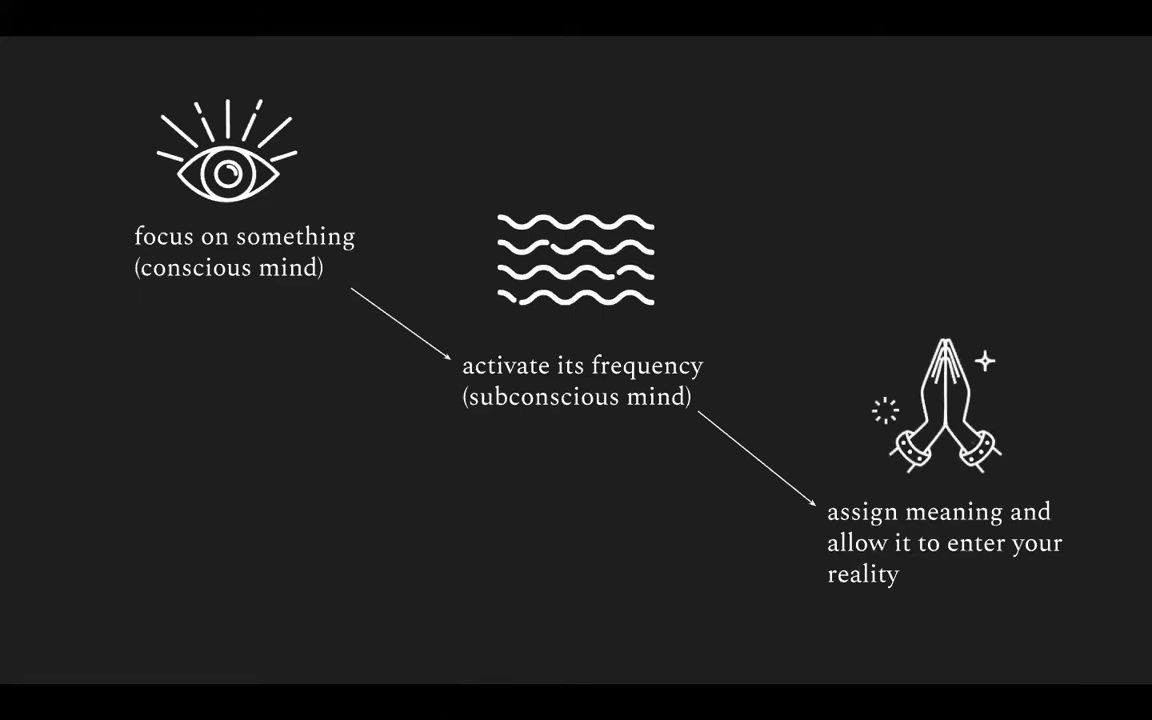 focus on something
(conscious mind)
activate its frequency
(subconscious mind)
assign meaning and
allow it to enter your
reality